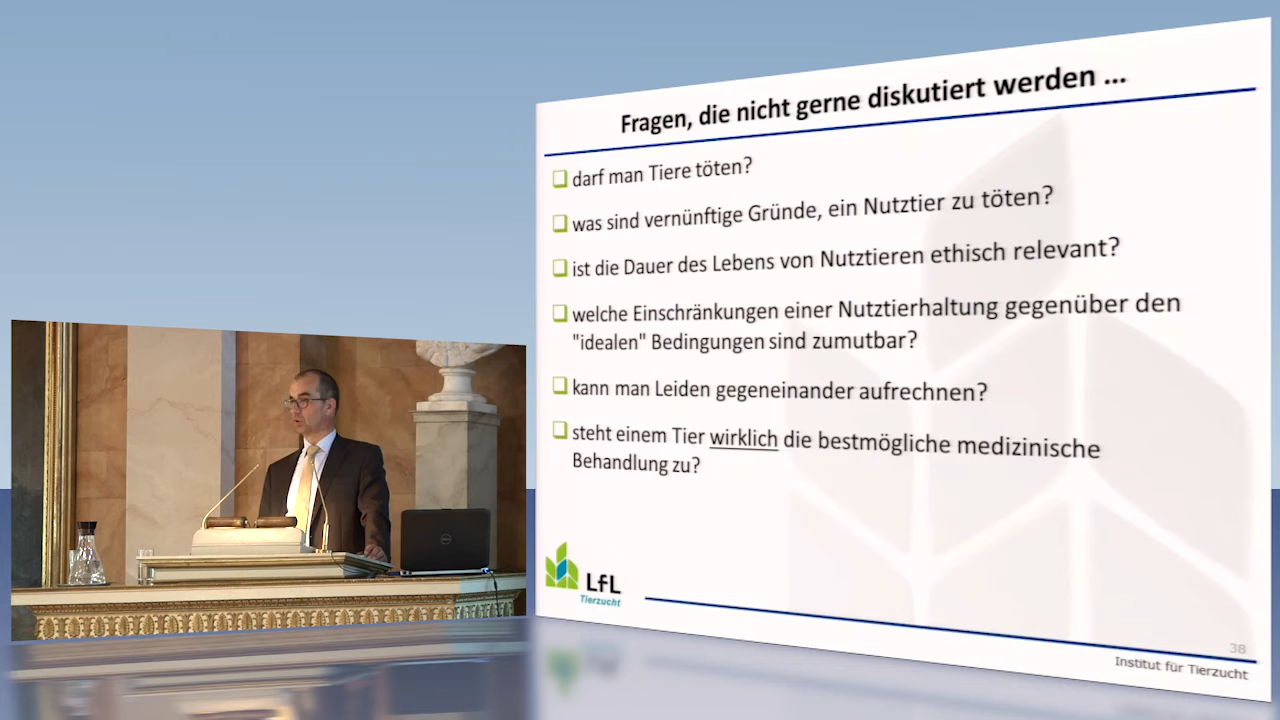 Fragen, die nicht gerne diskutiert werden ...
darf man Tiere töten?
was sind vernünftige Gründe, ein Nutztier zu töten?
ist die Dauer des Lebens von Nutztieren ethisch relevant?
welche Einschränkungen einer Nutztierhaltung gegenüber den
"idealen" Bedingungen sind zumutbar?
kann man Leiden gegeneinander aufrechnen?
steht einem Tier wirklich die bestmögliche medizinische
Behandlung zu?
LfL
Tierzucht
38
Institut für Tierzucht
DELL